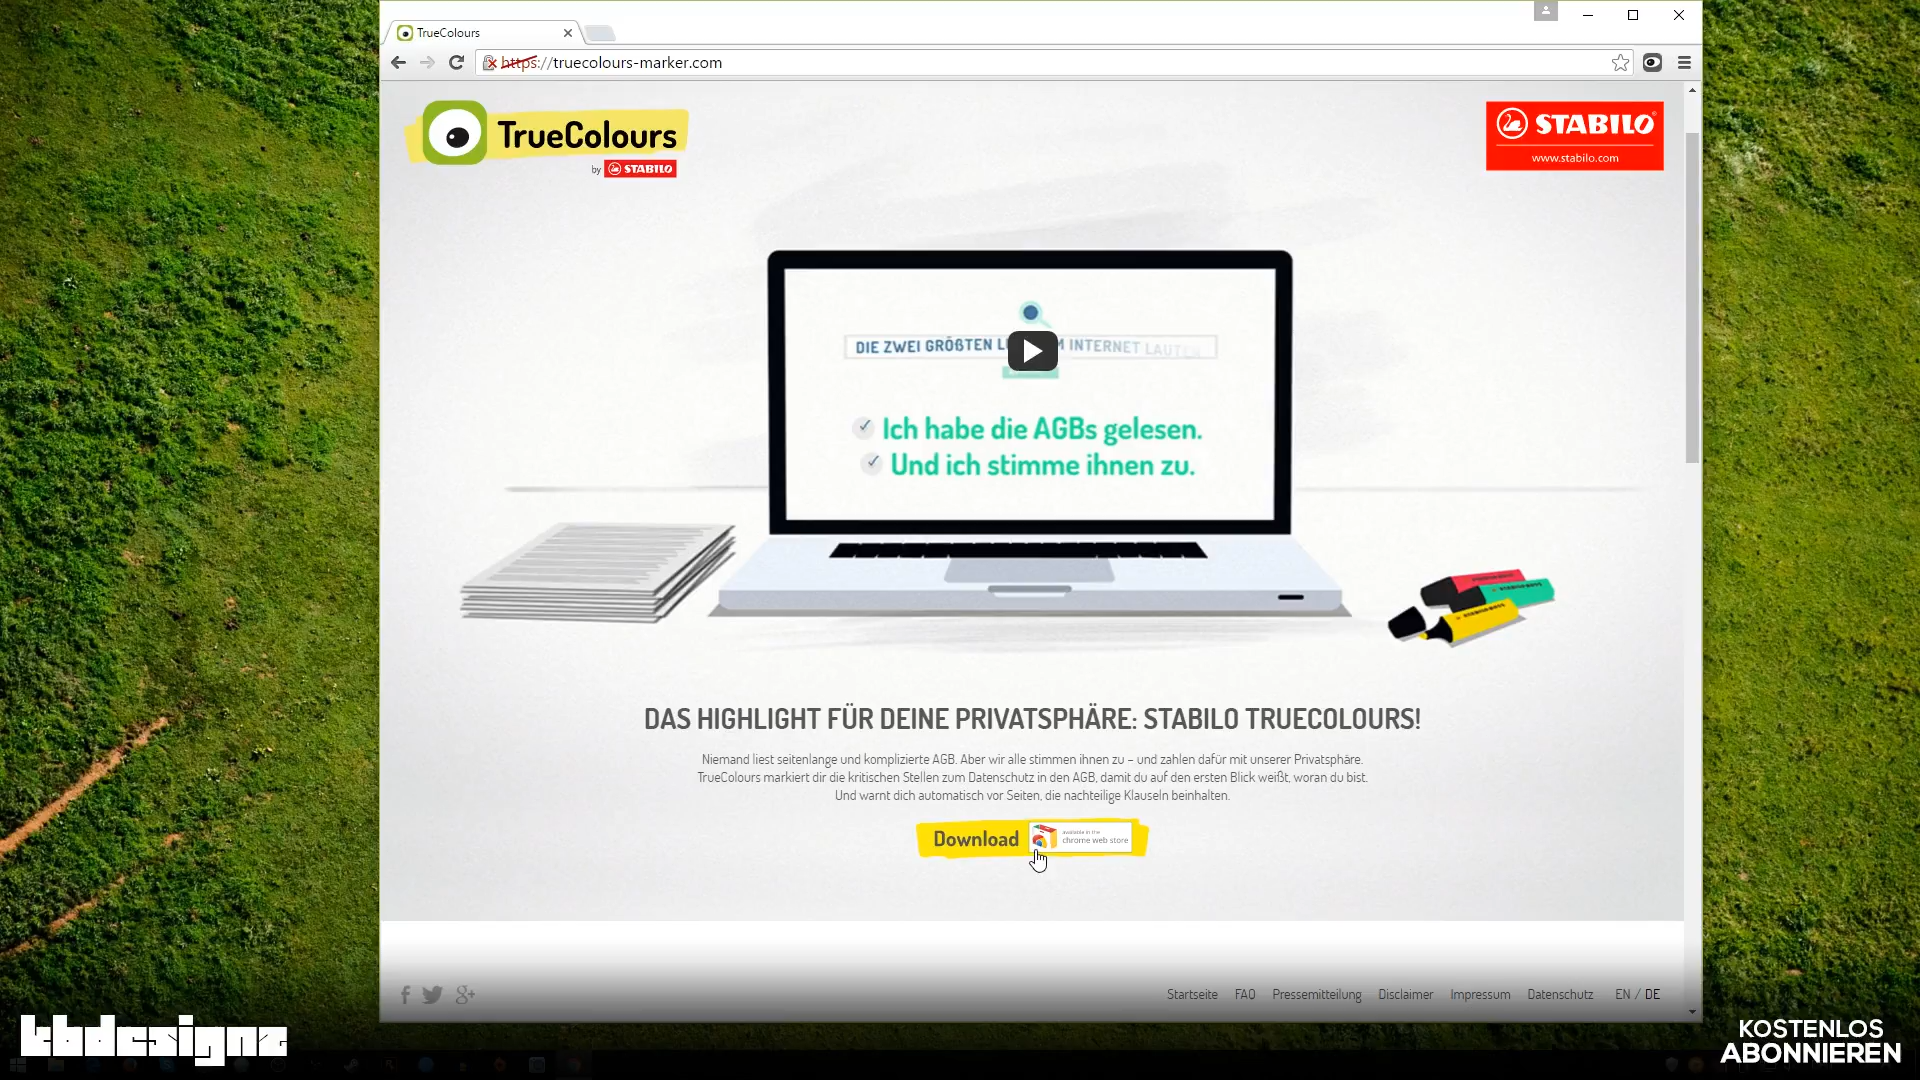 TrueColours
https://truecolours-marker.com
TrueColours
by STABILO
STABILO
www.stabilo.com
DIE ZWEI GRÖßTEN INTERNET LAUTEN
Ich habe die AGBs gelesen.
Und ich stimme ihnen zu.
DAS HIGHLIGHT FÜR DEINE PRIVATSPHÄRE: STABILO TRUECOLOURS!
Niemand liest seitenlange und komplizierte AGB. Aber wir alle stimmen ihnen zu – und zahlen dafür mit unserer Privatsphäre.
TrueColours markiert dir die kritischen Stellen zum Datenschutz in den AGB, damit du auf den ersten Blick weißt, woran du bist.
Und warnt dich automatisch vor Seiten, die nachteilige Klauseln beinhalten.
Download
available in the
chrome web store
Startseite FAQ Pressemitteilung Disclaimer Impressum Datenschutz EN / DE
kbdesignz
KOSTENLOS
ABONNIEREN